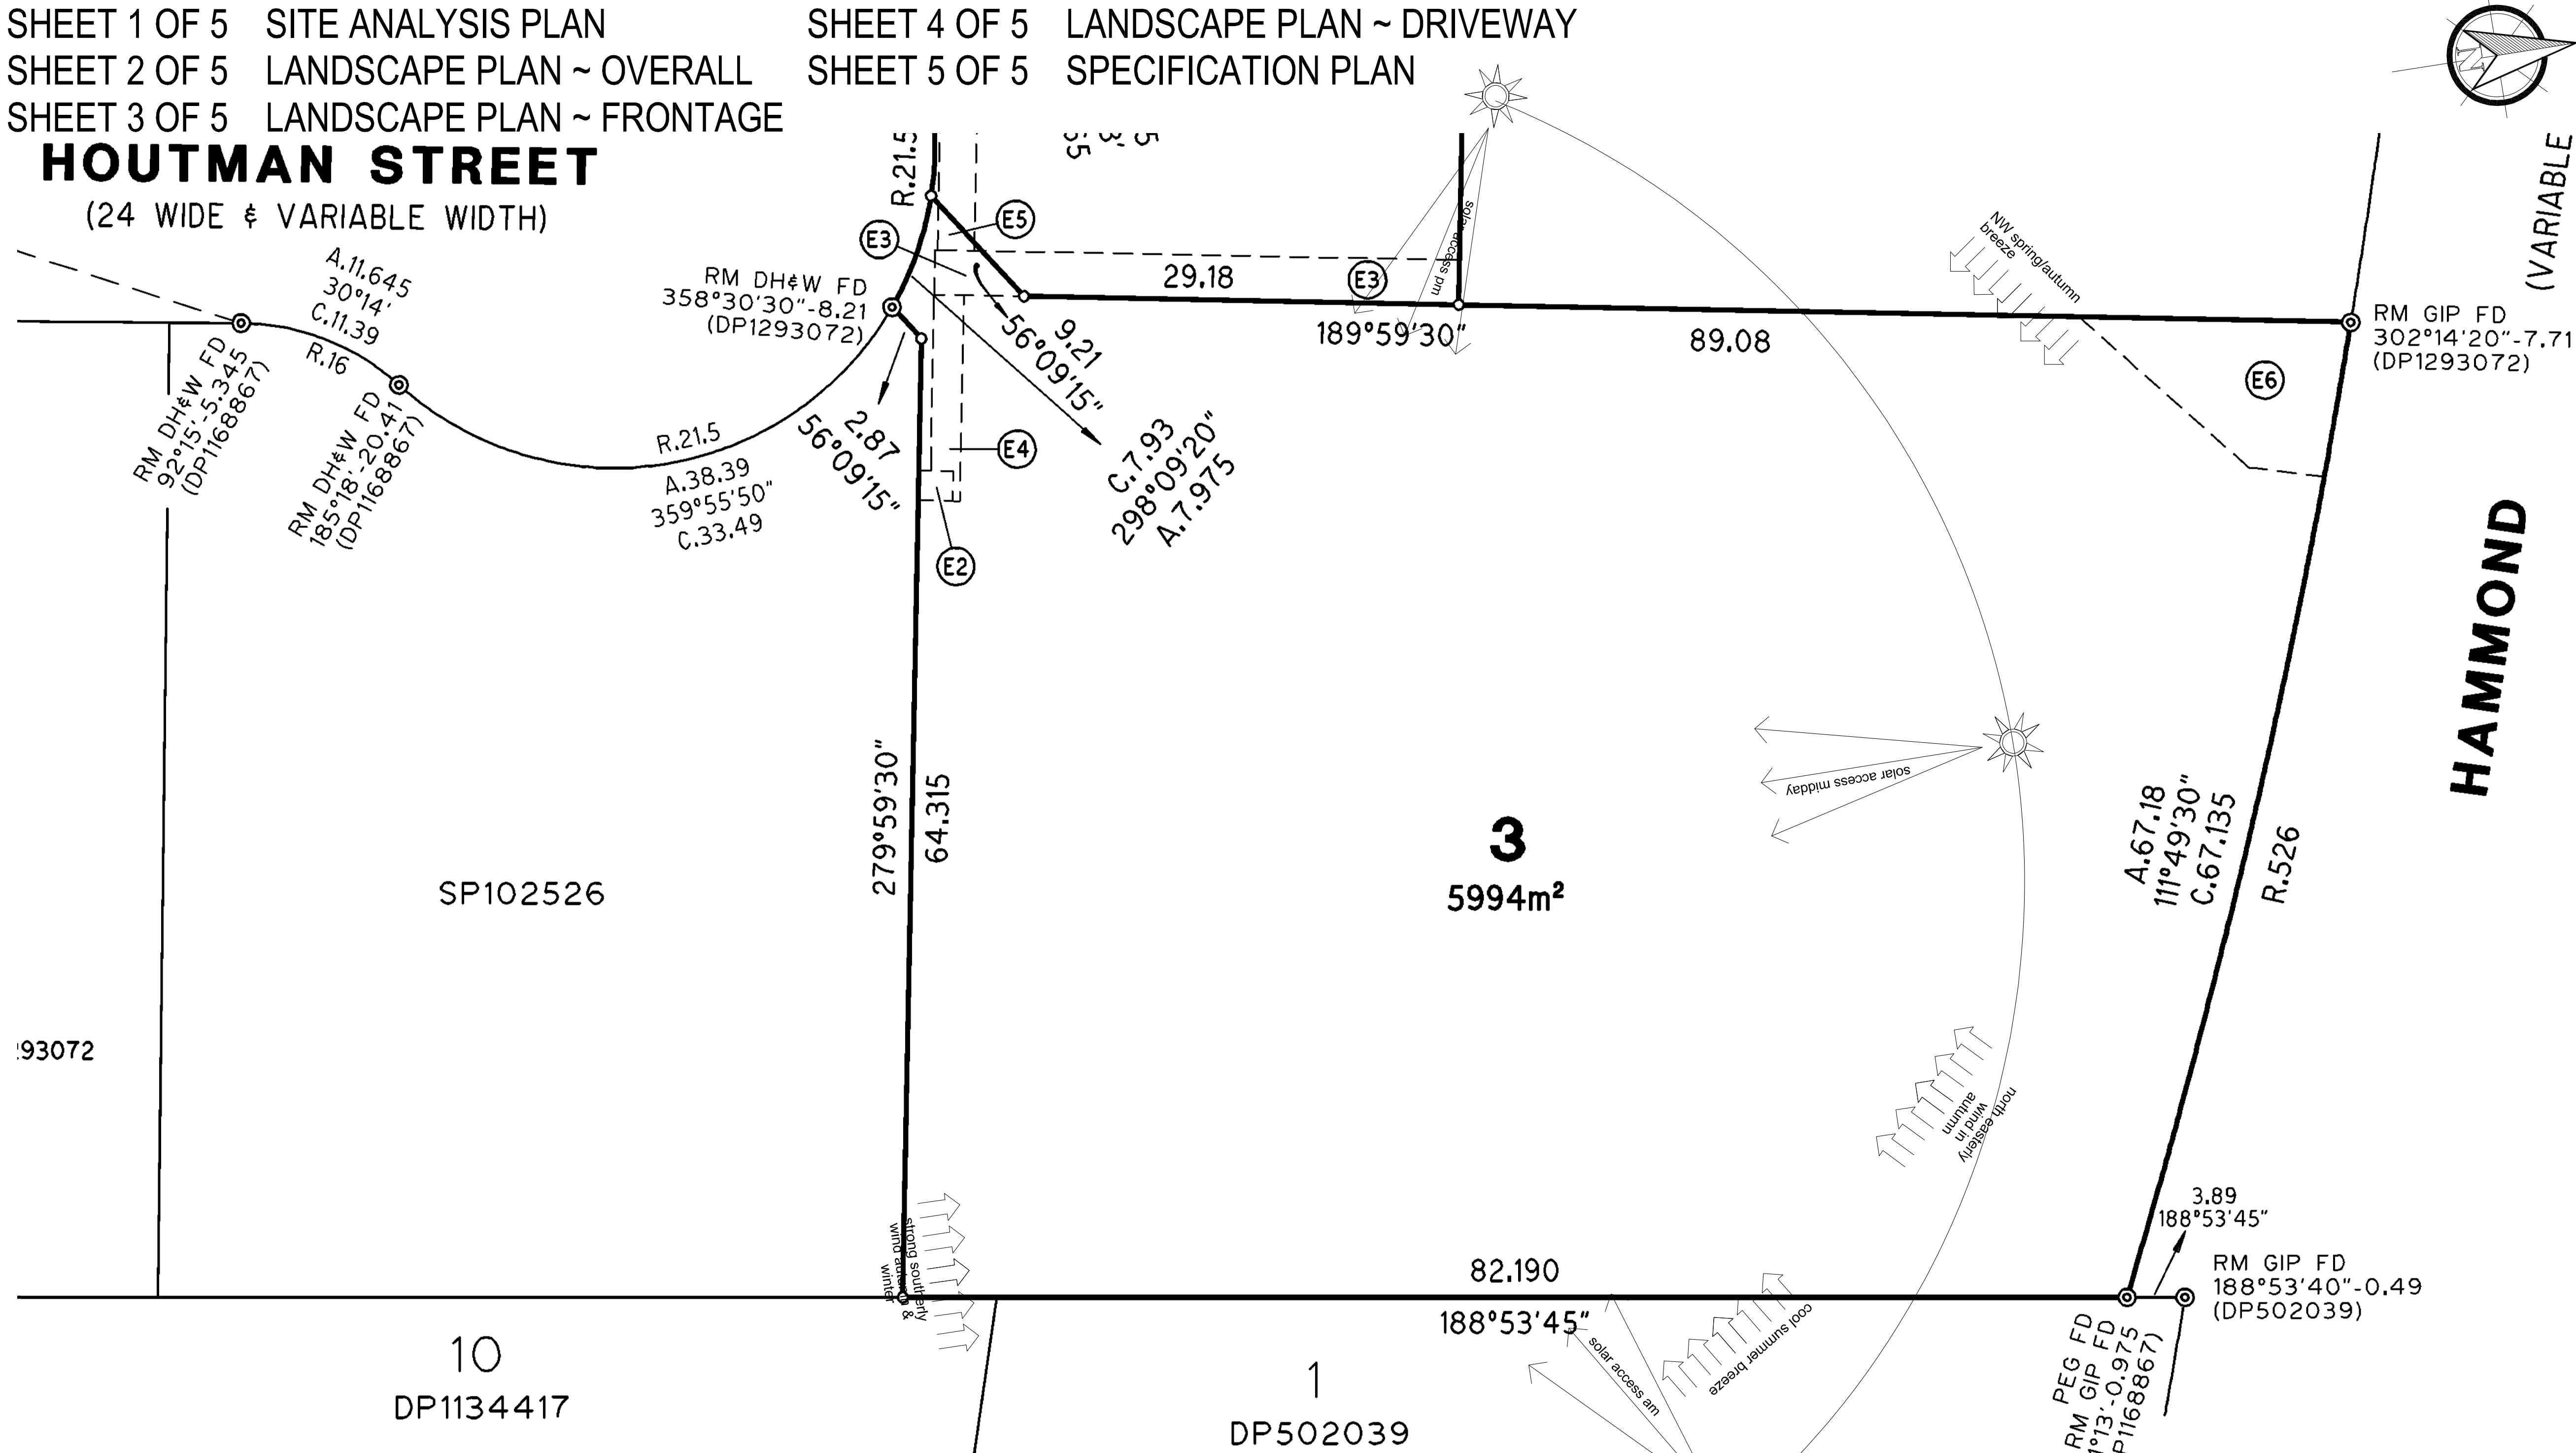 SHEET 1 OF 5 SITE ANALYSIS PLAN
SHEET 2 OF 5 LANDSCAPE PLAN ~ OVERALL
SHEET 3 OF 5 LANDSCAPE PLAN ~ FRONTAGE
SHEET 4 OF 5 LANDSCAPE PLAN ~ DRIVEWAY
SHEET 5 OF 5 SPECIFICATION PLAN
N
HOUTMAN STREET
(24 WIDE & VARIABLE WIDTH)
R.21.5
(VARIABLE
E5
E3
A.11.645
30°14'
C.11.39
R.16
RM DH&W FD
358°30'30"-8.21
(DP1293072)
29.18
E3
189°59'30"
solar access pm
NW spring/autumn
breeze
89.08
RM GIP FD
302°14'20"-7.71
(DP1293072)
E6
RM DH&W FD
92°15'-5.345
(DP1168867)
RM DH&W FD
185°18'-20.41
(DP1168867)
R.21.5
A.38.39
359°55'50"
C.33.49
2.87
56°09'15"
9.21
56°09'15"
C.7.93
298°09'20"
A.7.975
E4
E2
HAMMOND
279°59'30"
64.315
solar access midday
3
5994m²
A.67.18
111°49'30"
C.67.135
R.526
SP102526
93072
north easterly
wind in
autumn
strong southerly
wind autumn &
winter
3.89
188°53'45"
82.190
188°53'45"
RM GIP FD
188°53'40"-0.49
(DP502039)
cool summer breeze
solar access am
PEG FD
RM GIP FD
1°13'-0.975
P1168867)
10
DP1134417
1
DP502039